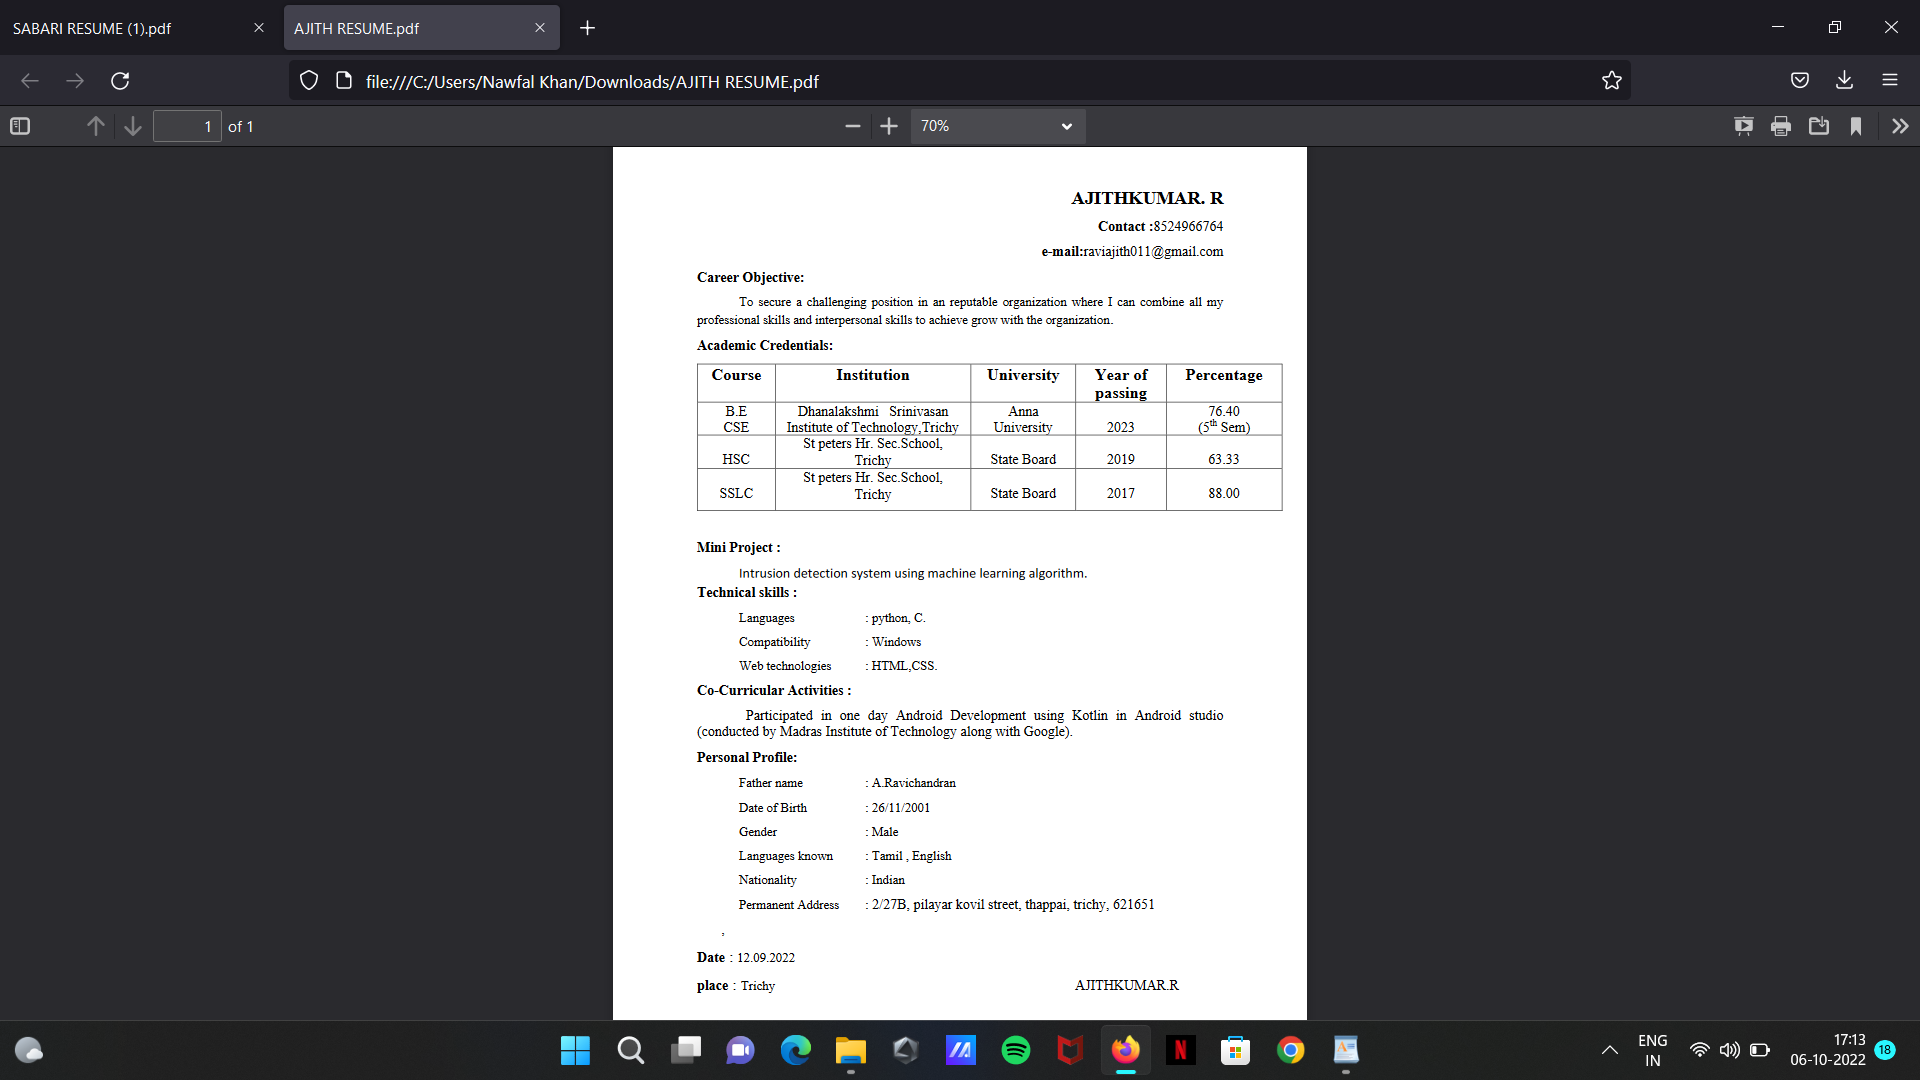 SABARI RESUME (1).pdf
AJITH RESUME.pdf
file:///C:/Users/Nawfal Khan/Downloads/AJITH RESUME.pdf
1 of 1
70%
AJITHKUMAR. R
Contact :8524966764
e-mail:raviajith011@gmail.com
Career Objective:
To secure a challenging position in an reputable organization where I can combine all my
professional skills and interpersonal skills to achieve grow with the organization.
Academic Credentials:
Course Institution University Year of passing Percentage
B.E CSE Dhanalakshmi Srinivasan Institute of Technology,Trichy Anna University 2023 76.40 (5th Sem)
HSC St peters Hr. Sec.School, Trichy State Board 2019 63.33
SSLC St peters Hr. Sec.School, Trichy State Board 2017 88.00
Mini Project :
Intrusion detection system using machine learning algorithm.
Technical skills :
Languages : python, C.
Compatibility : Windows
Web technologies : HTML,CSS.
Co-Curricular Activities :
Participated in one day Android Development using Kotlin in Android studio
(conducted by Madras Institute of Technology along with Google).
Personal Profile:
Father name : A.Ravichandran
Date of Birth : 26/11/2001
Gender : Male
Languages known : Tamil , English
Nationality : Indian
Permanent Address : 2/27B, pilayar kovil street, thappai, trichy, 621651
,
Date : 12.09.2022
place : Trichy AJITHKUMAR.R
N
ENG
IN
17:13
06-10-2022
18